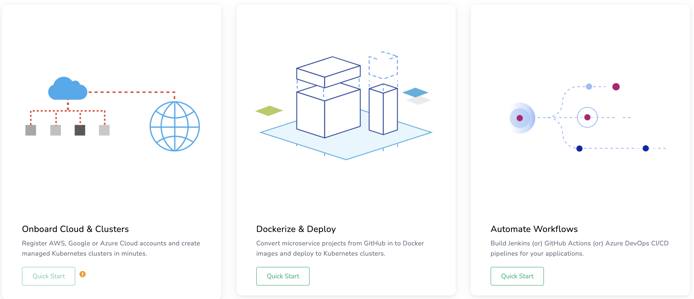 Onboard Cloud & Clusters
Register AWS, Google or Azure Cloud accounts and create
managed Kubernetes clusters in minutes.
Quick Start
Dockerize & Deploy
Convert microservice projects from GitHub in to Docker
images and deploy to Kubernetes clusters.
Quick Start
Automate Workflows
Build Jenkins (or) GitHub Actions (or) Azure DevOps CI/CD
pipelines for your applications.
Quick Start